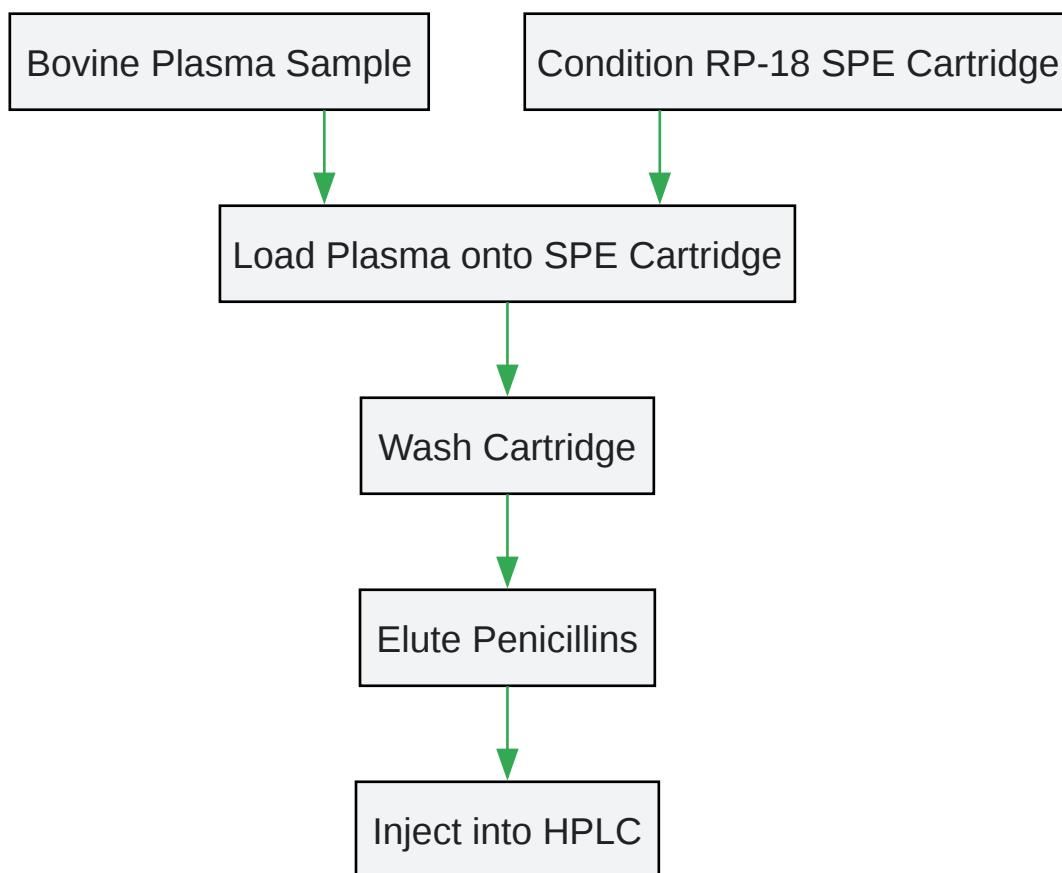 Bovine Plasma Sample
Condition RP-18 SPE Cartridge
Load Plasma onto SPE Cartridge
Wash Cartridge
Elute Penicillins
Inject into HPLC